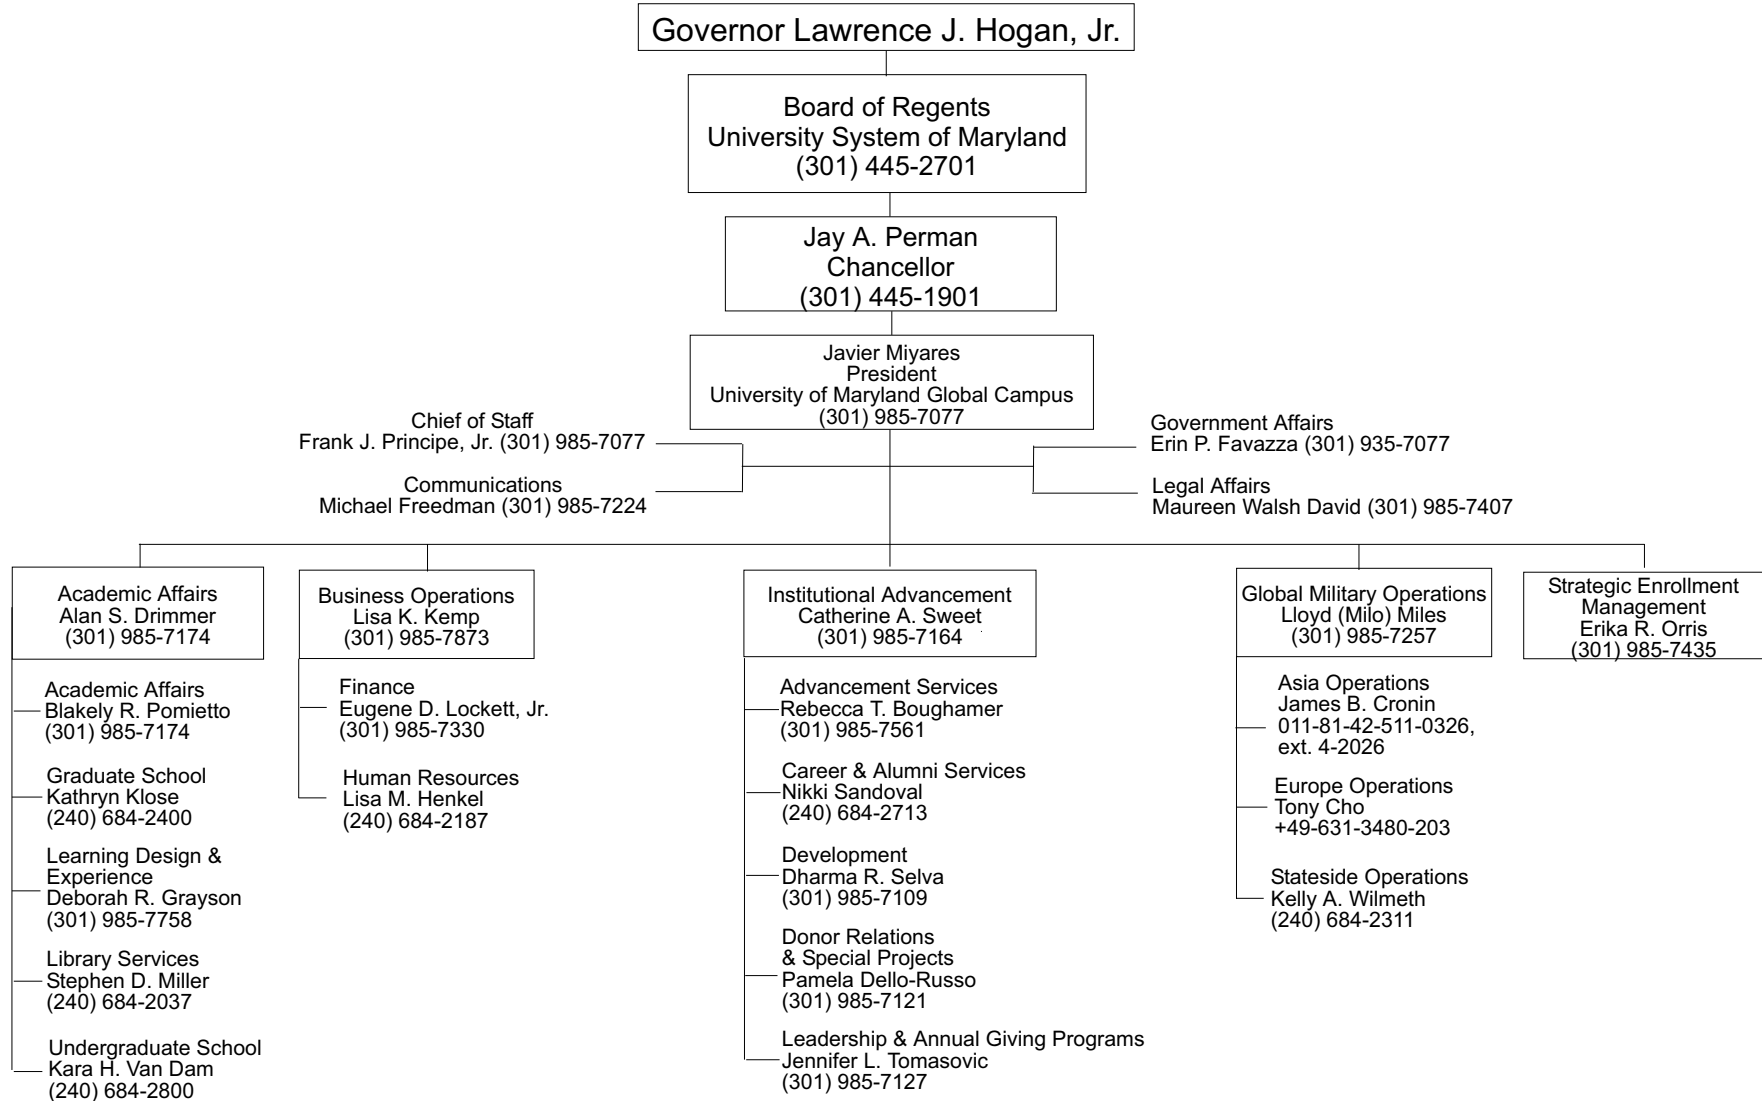 Governor Lawrence J. Hogan, Jr.
Board of Regents
University System of Maryland
(301) 445-2701
Jay A. Perman
Chancellor
(301) 445-1901
Javier Miyares
President
University of Maryland Global Campus
(301) 985-7077
Chief of Staff
Frank J. Principe, Jr. (301) 985-7077
Communications
Michael Freedman (301) 985-7224
Government Affairs
Erin P. Favazza (301) 935-7077
Legal Affairs
Maureen Walsh David (301) 985-7407
Academic Affairs
Alan S. Drimmer
(301) 985-7174
Academic Affairs
Blakely R. Pomietto
(301) 985-7174
Graduate School
Kathryn Klose
(240) 684-2400
Learning Design &
Experience
Deborah R. Grayson
(301) 985-7758
Library Services
Stephen D. Miller
(240) 684-2037
Undergraduate School
Kara H. Van Dam
(240) 684-2800
Business Operations
Lisa K. Kemp
(301) 985-7873
Finance
Eugene D. Lockett, Jr.
(301) 985-7330
Human Resources
Lisa M. Henkel
(240) 684-2187
Institutional Advancement
Catherine A. Sweet
(301) 985-7164
Advancement Services
Rebecca T. Boughamer
(301) 985-7561
Career & Alumni Services
Nikki Sandoval
(240) 684-2713
Development
Dharma R. Selva
(301) 985-7109
Donor Relations
& Special Projects
Pamela Dello-Russo
(301) 985-7121
Leadership & Annual Giving Programs
Jennifer L. Tomasovic
(301) 985-7127
Global Military Operations
Lloyd (Milo) Miles
(301) 985-7257
Asia Operations
James B. Cronin
011-81-42-511-0326,
ext. 4-2026
Europe Operations
Tony Cho
+49-631-3480-203
Stateside Operations
Kelly A. Wilmeth
(240) 684-2311
Strategic Enrollment
Management
Erika R. Orris
(301) 985-7435